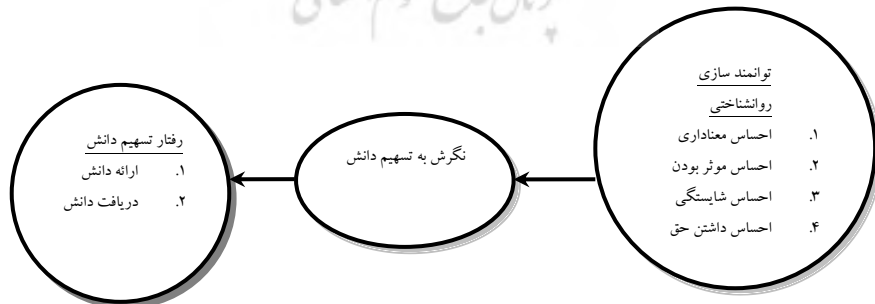 توانمند سازی
روانشناختی
۱. احساس معناداری
۲. احساس موثر بودن
۳. احساس شایستگی
۴. احساس داشتن حق
نگرش به تسهیم دانش
رفتار تسهیم دانش
۱. ارائه دانش
۲. دریافت دانش